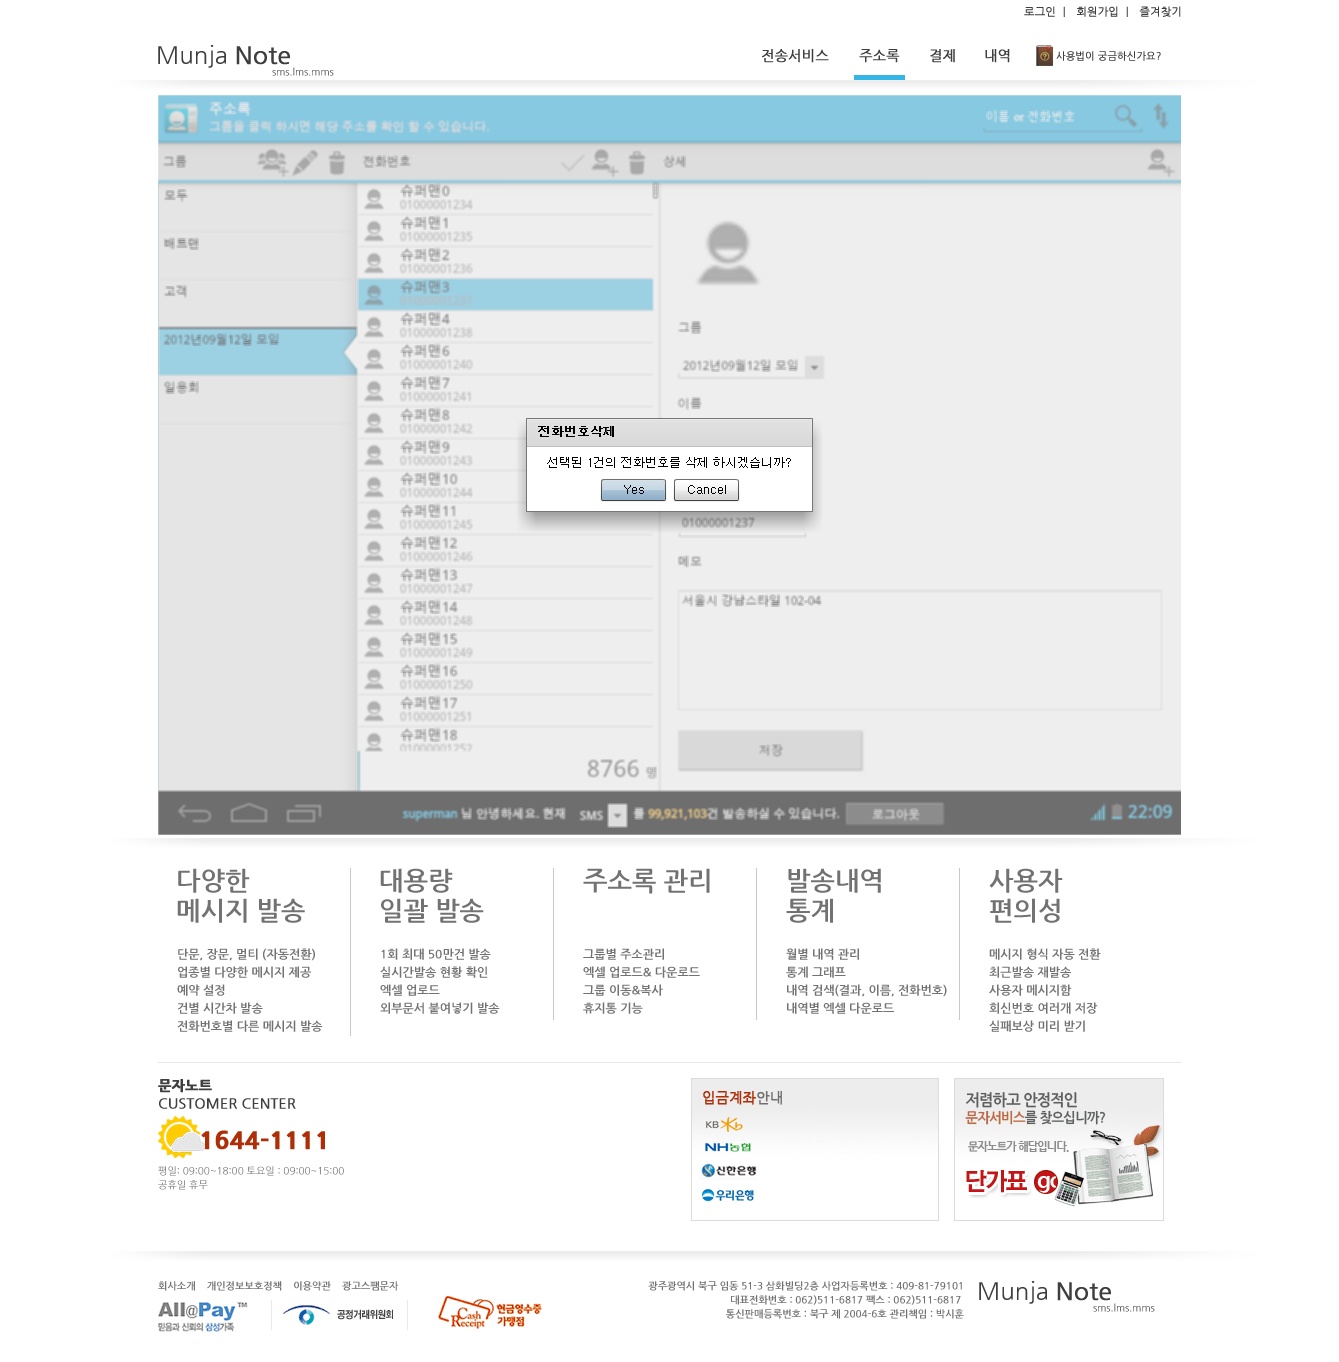 로그인 | 회원가입 | 즐겨찾기
Munja Note
sms.lms.mms
전송서비스 주소록 결제 내역 사용법이 궁금하신가요?
주소록
그룹을 클릭 하시면 해당 주소를 확인 할 수 있습니다.
이름 or 전화번호
그룹
전화번호
상세
모두
배트맨
고객
2012년09월12일 모임
일용회
슈퍼맨0
01000001234
슈퍼맨1
01000001235
슈퍼맨2
01000001236
슈퍼맨3
01000001237
슈퍼맨4
01000001238
슈퍼맨6
01000001240
슈퍼맨7
01000001241
슈퍼맨8
01000001242
슈퍼맨9
01000001243
슈퍼맨10
01000001244
슈퍼맨11
01000001245
슈퍼맨12
01000001246
슈퍼맨13
01000001247
슈퍼맨14
01000001248
슈퍼맨15
01000001249
슈퍼맨16
01000001250
슈퍼맨17
01000001251
슈퍼맨18
01000001252
8766 명
그룹
2012년09월12일 모임
이름
전화번호삭제
선택된 1건의 전화번호를 삭제 하시겠습니까?
Yes
Cancel
01000001237
메모
서울시 강남스타일 102-04
저장
superman 님 안녕하세요. 현재 SMS 를 99,921,103건 발송하실 수 있습니다. 로그아웃
22:09
다양한
메시지 발송
단문, 장문, 멀티 (자동전환)
업종별 다양한 메시지 제공
예약 설정
건별 시간차 발송
전화번호별 다른 메시지 발송
대용량
일괄 발송
1회 최대 50만건 발송
실시간발송 현황 확인
엑셀 업로드
외부문서 붙여넣기 발송
주소록 관리
그룹별 주소관리
엑셀 업로드& 다운로드
그룹 이동&복사
휴지통 기능
발송내역
통계
월별 내역 관리
통계 그래프
내역 검색(결과, 이름, 전화번호)
내역별 엑셀 다운로드
사용자
편의성
메시지 형식 자동 전환
최근발송 재발송
사용자 메시지함
회신번호 여러개 저장
실패보상 미리 받기
문자노트
CUSTOMER CENTER
1644-1111
평일: 09:00~18:00 토요일 : 09:00~15:00
공휴일 휴무
입금계좌안내
KB
NH농협
신한은행
우리은행
저렴하고 안정적인
문자서비스를 찾으십니까?
문자노트가 해답입니다.
단가표 go
회사소개 개인정보보호정책 이용약관 광고스팸문자
All@Pay™
믿음과 신뢰의 삼성가족
공정거래위원회
Cash Receipt
현금영수증
가맹점
광주광역시 북구 임동 51-3 삼화빌딩2층 사업자등록번호 : 409-81-79101
대표전화번호 : 062)511-6817 팩스 : 062)511-6817
통신판매등록번호 : 북구 제 2004-6호 관리책임 : 박시훈
Munja Note
sms.lms.mms